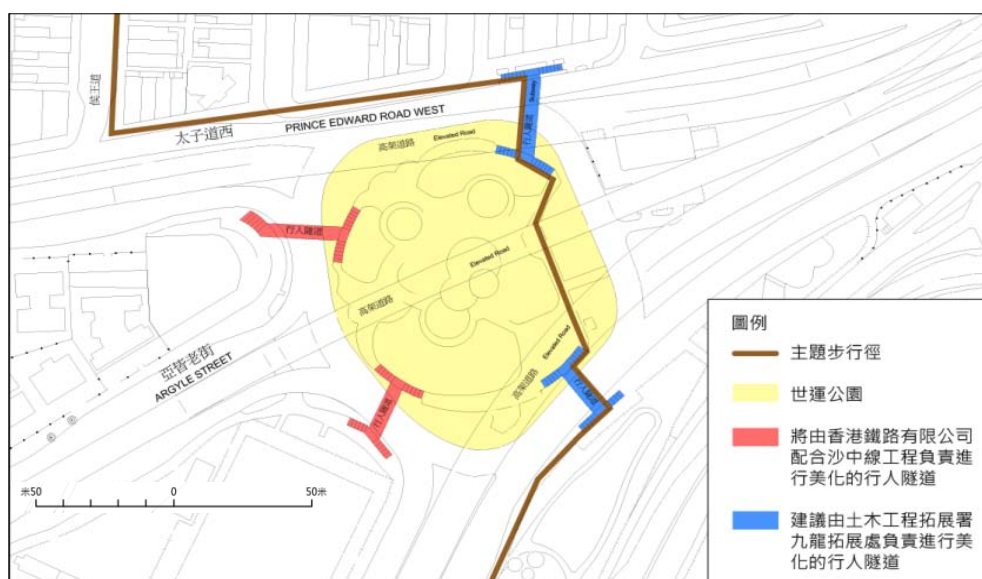 侯王道
太子道西
PRINCE EDWARD ROAD WEST
高架道路
Elevated Road
Subway
行人隧道
行人隧道
Elevated Road
高架道路
亞皆老街
ARGYLE STREET
行人隧道
Elevated Road
高架道路
行人隧道
米50
0
50米
圖例
主題步行徑
世運公園
將由香港鐵路有限公司
配合沙中線工程負責進
行美化的行人隧道
建議由土木工程拓展署
九龍拓展處負責進行美
化的行人隧道